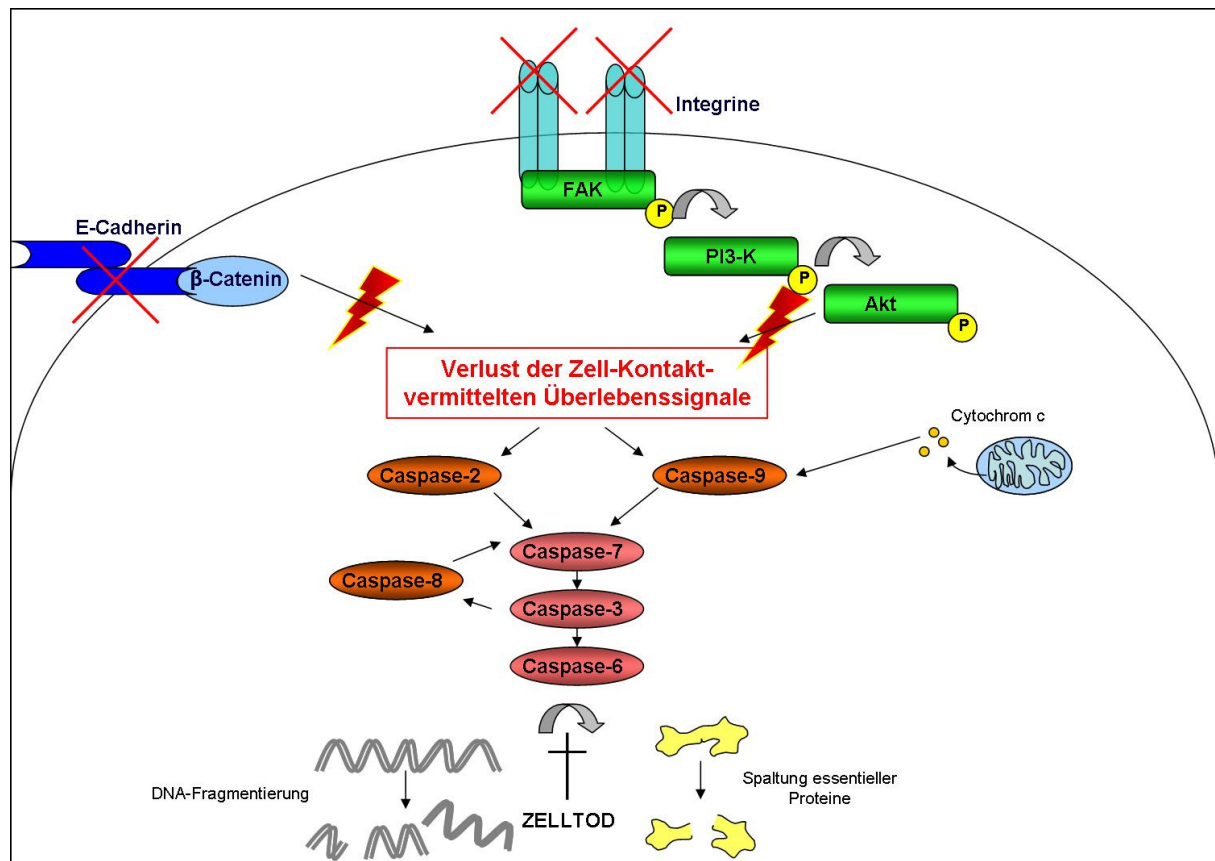 Integrine
FAK
P
E-Cadherin
PI3-K
P
β-Catenin
Akt
P
Verlust der Zell-Kontakt-
vermittelten Überlebenssignale
Cytochrom c
Caspase-2
Caspase-9
Caspase-7
Caspase-8
Caspase-3
Caspase-6
DNA-Fragmentierung
Spaltung essentieller
Proteine
ZELLTOD